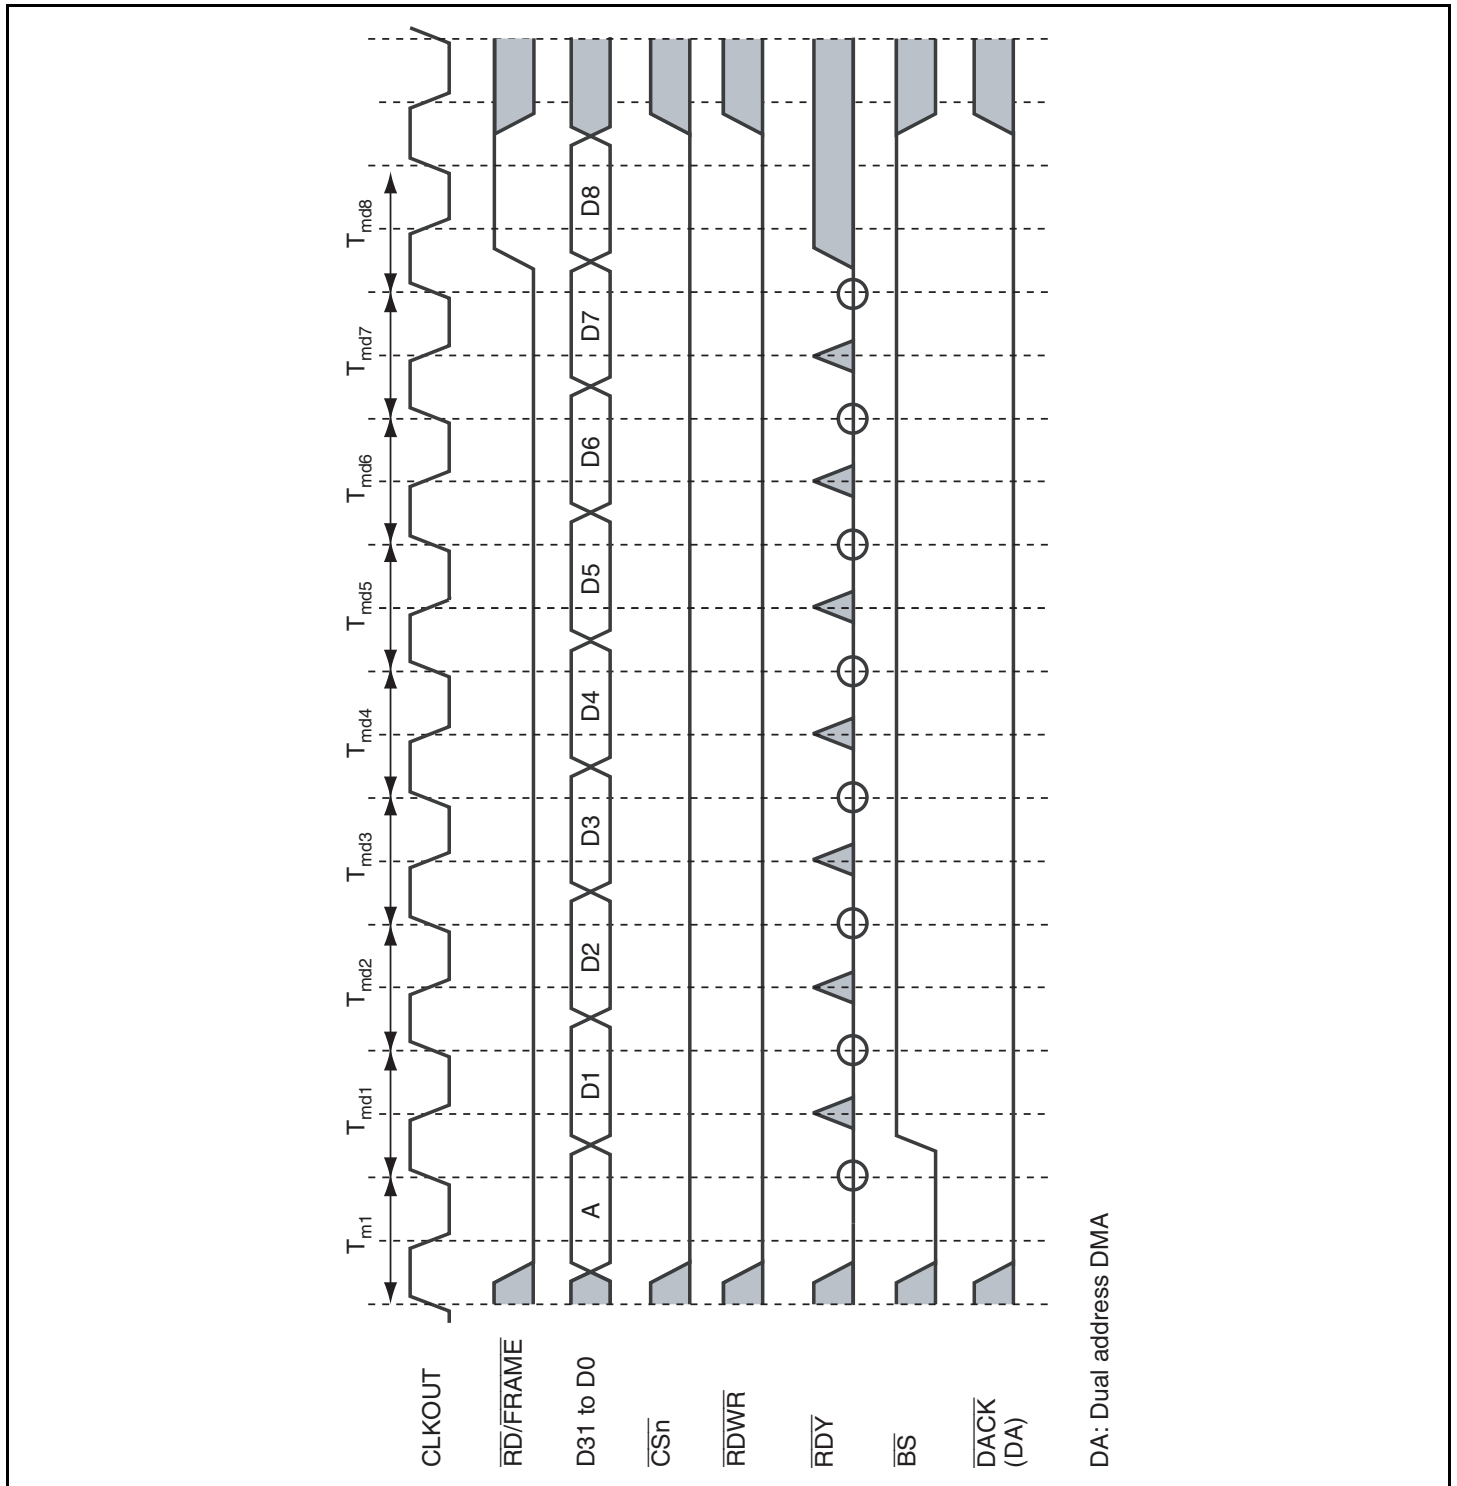 Tm1 Tmd1 Tmd2 Tmd3 Tmd4 Tmd5 Tmd6 Tmd7 Tmd8
CLKOUT
RD/FRAME
D31 to D0 A D1 D2 D3 D4 D5 D6 D7 D8
CSn
RDWR
RDY
BS
DACK
(DA)
DA: Dual address DMA